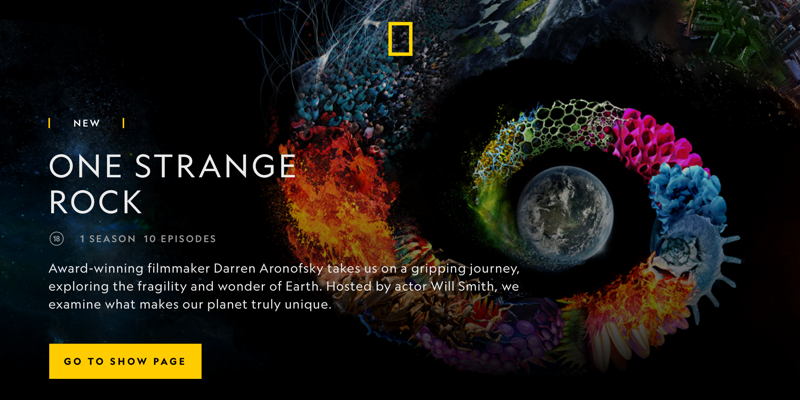 NEW
ONE STRANGE
ROCK
18 1 SEASON 10 EPISODES
Award-winning filmmaker Darren Aronofsky takes us on a gripping journey,
exploring the fragility and wonder of Earth. Hosted by actor Will Smith, we
examine what makes our planet truly unique.
GO TO SHOW PAGE